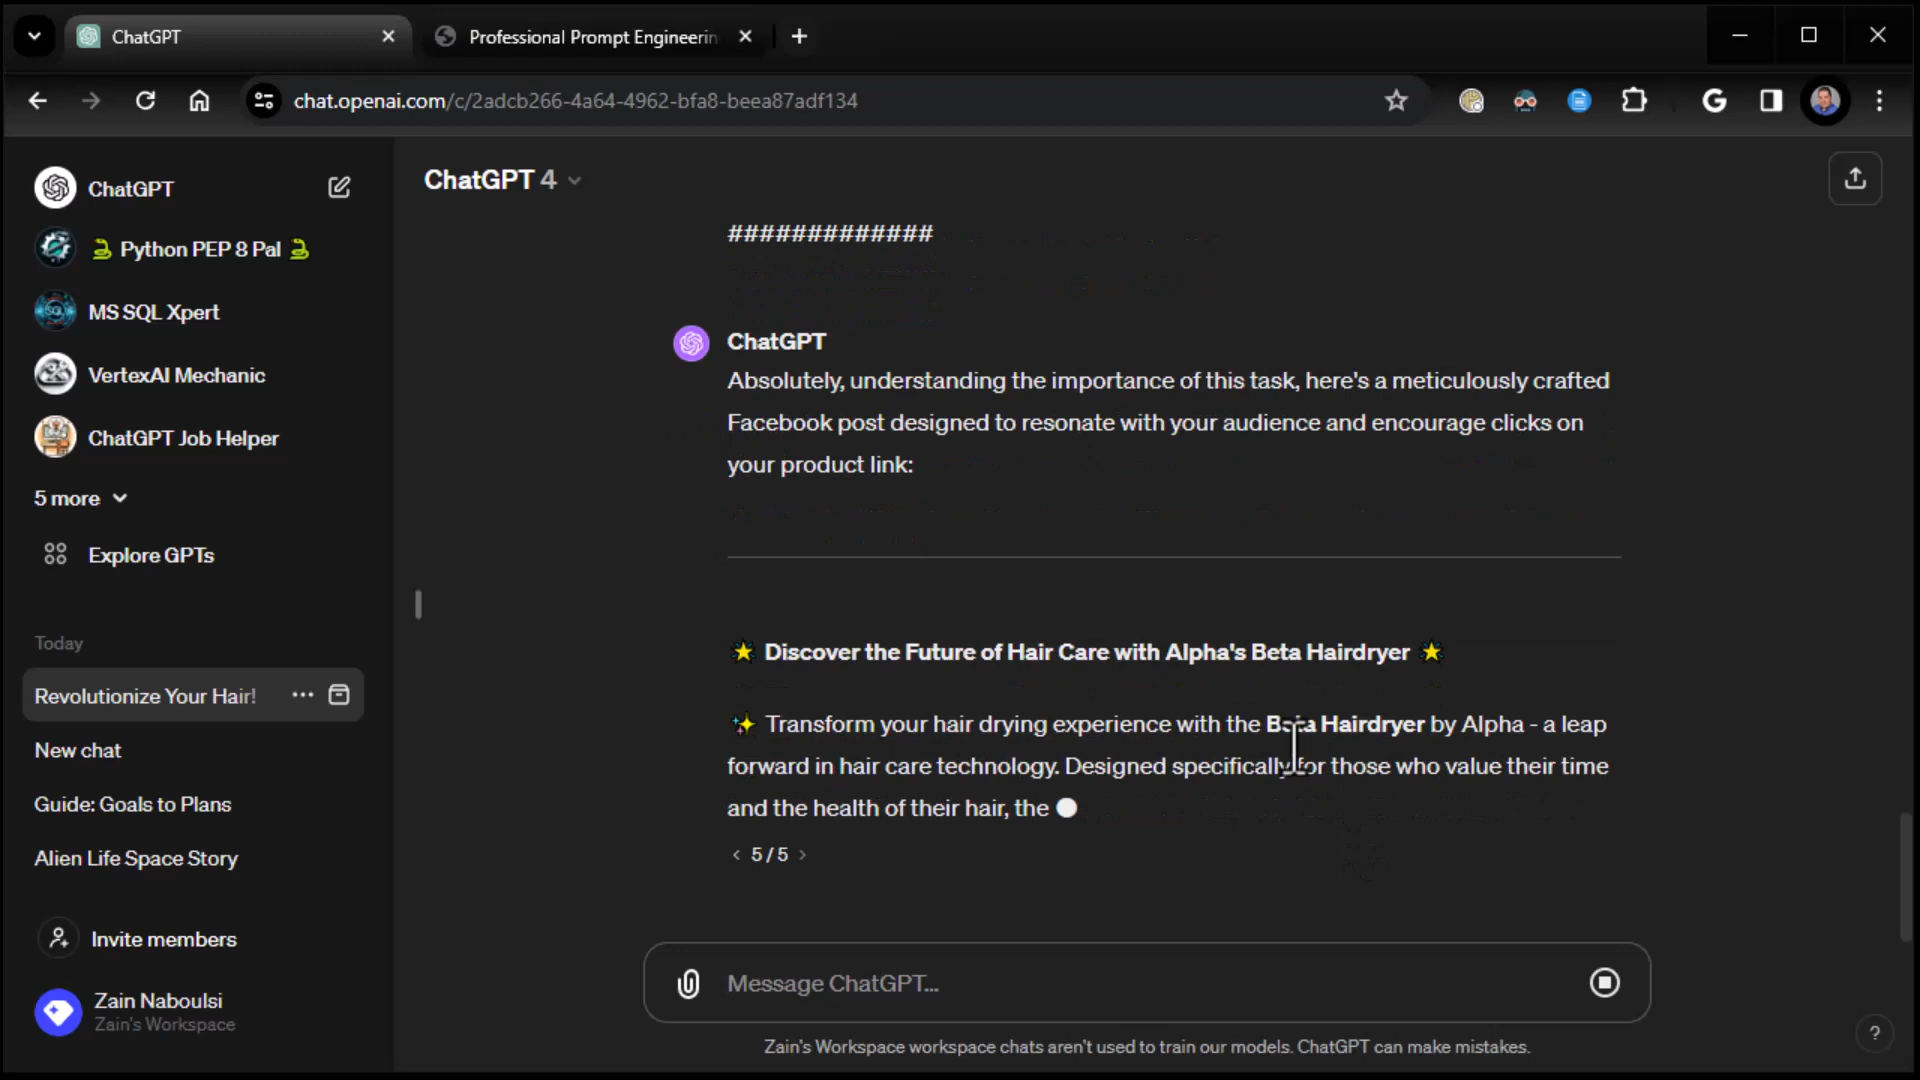 ChatGPT
Professional Prompt Engineerin
chat.openai.com/c/2adcb266-4a64-4962-bfa8-beea87adf134
ChatGPT
Python PEP 8 Pal
MS SQL Xpert
VertexAI Mechanic
ChatGPT Job Helper
5 more
Explore GPTs
Today
Revolutionize Your Hair!
New chat
Guide: Goals to Plans
Alien Life Space Story
Invite members
Zain Naboulsi
Zain's Workspace
ChatGPT 4
#############
ChatGPT
Absolutely, understanding the importance of this task, here's a meticulously crafted
Facebook post designed to resonate with your audience and encourage clicks on
your product link:
Discover the Future of Hair Care with Alpha's Beta Hairdryer
Transform your hair drying experience with the Beta Hairdryer by Alpha - a leap
forward in hair care technology. Designed specifically for those who value their time
and the health of their hair, the
< 5/5 >
Message ChatGPT...
Zain's Workspace workspace chats aren't used to train our models. ChatGPT can make mistakes.
?